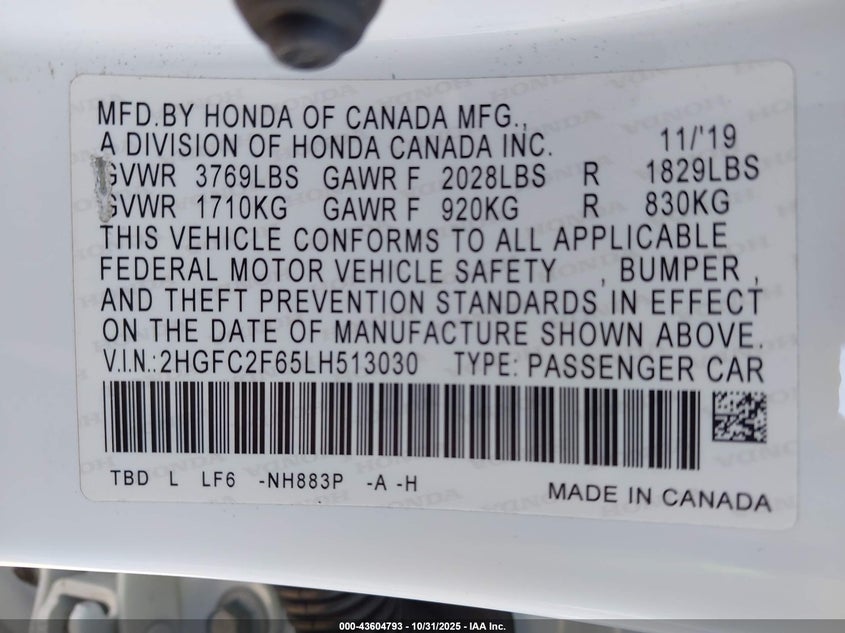 MFD.BY HONDA OF CANADA MFG.,
A DIVISION OF HONDA CANADA INC. 11/'19
GVWR 3769LBS GAWR F 2028LBS R 1829LBS
GVWR 1710KG GAWR F 920KG R 830KG
THIS VEHICLE CONFORMS TO ALL APPLICABLE
FEDERAL MOTOR VEHICLE SAFETY , BUMPER ,
AND THEFT PREVENTION STANDARDS IN EFFECT
ON THE DATE OF MANUFACTURE SHOWN ABOVE.
V.I.N.:2HGFC2F65LH513030 TYPE: PASSENGER CAR
TBD L LF6 -NH883P -A -H
MADE IN CANADA
000-43604793 - 10/31/2025 - IAA Inc.